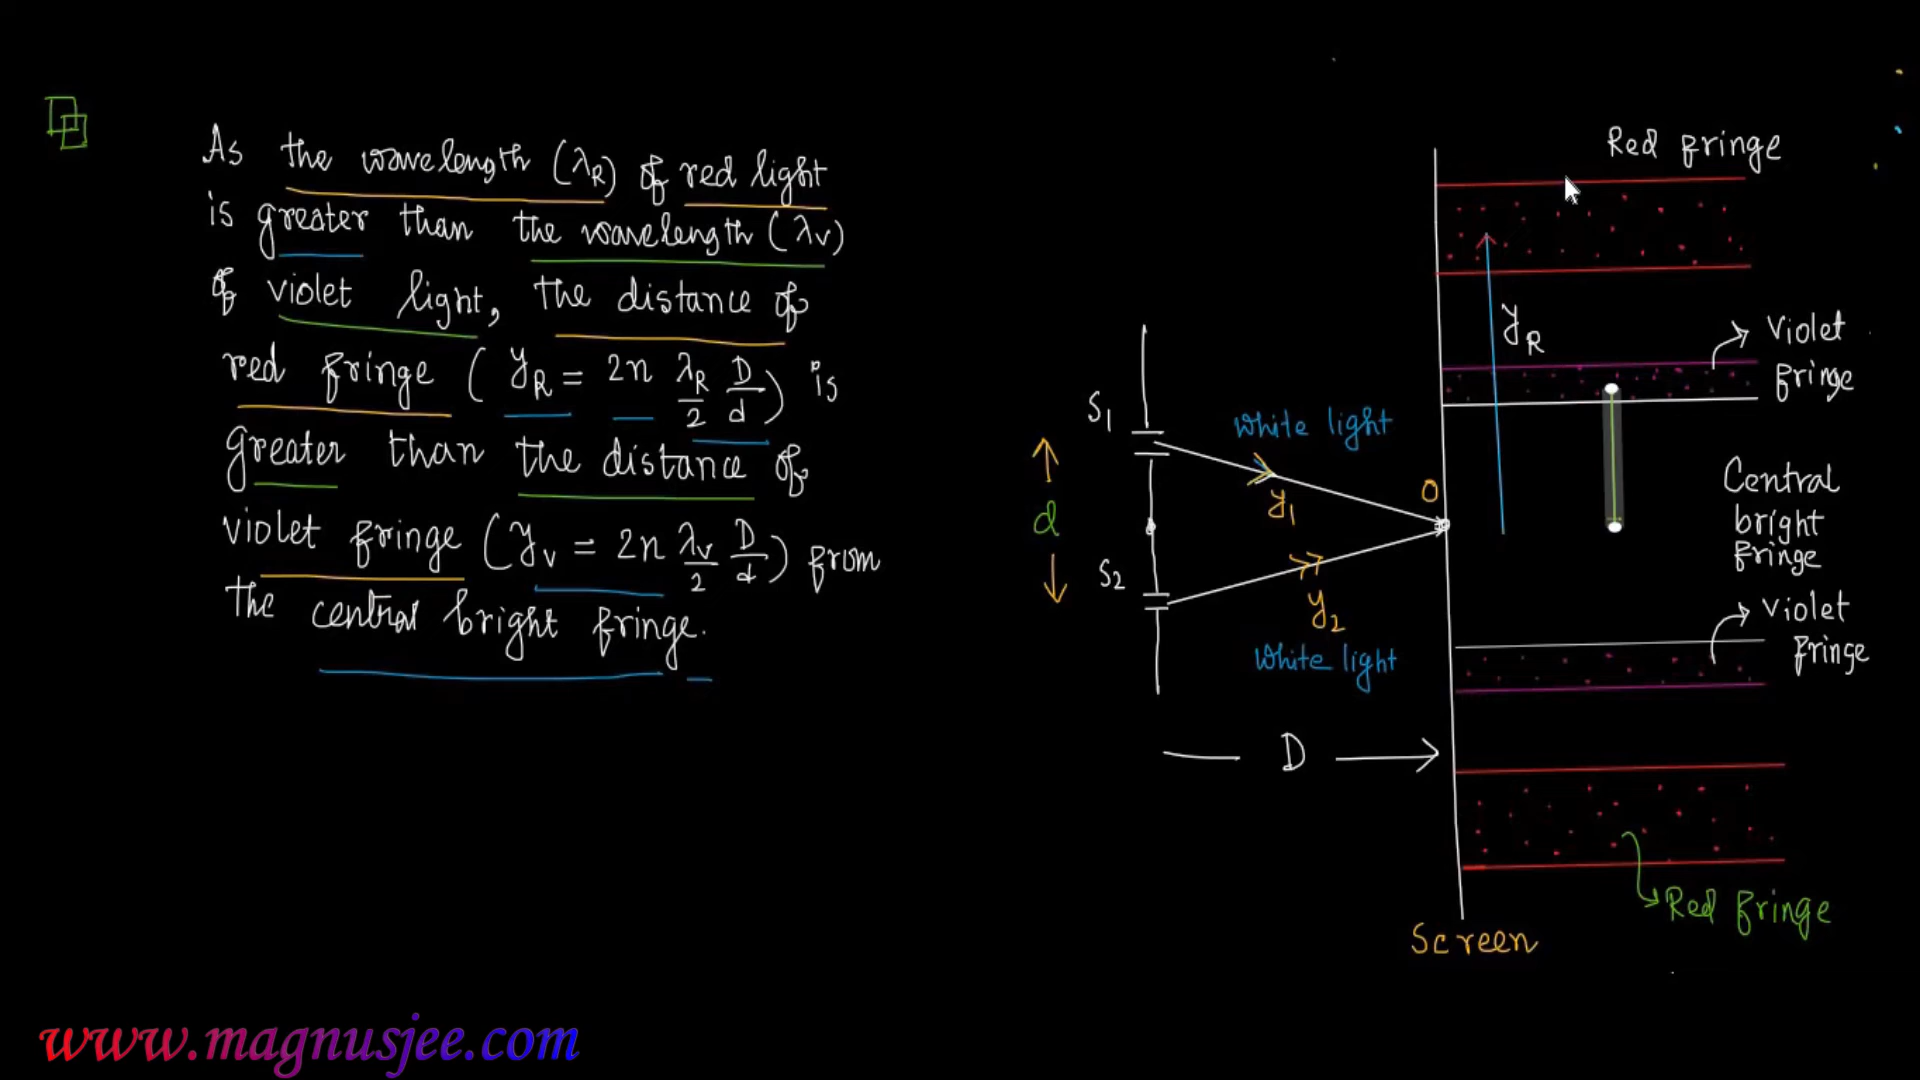 As the wavelength (λR) of red light
is greater than the wavelength (λv)
of violet light, the distance of
red fringe ( yR = 2n λR/2 D/d ) is
greater than the distance of
violet fringe ( yv = 2n λv/2 D/d ) from
the central bright fringe.
Red fringe
yR
Violet
fringe
S1
White light
y1
O
Central
bright
fringe
d
S2
y2
White light
Violet
fringe
D
Red fringe
Screen
www.magnusjee.com